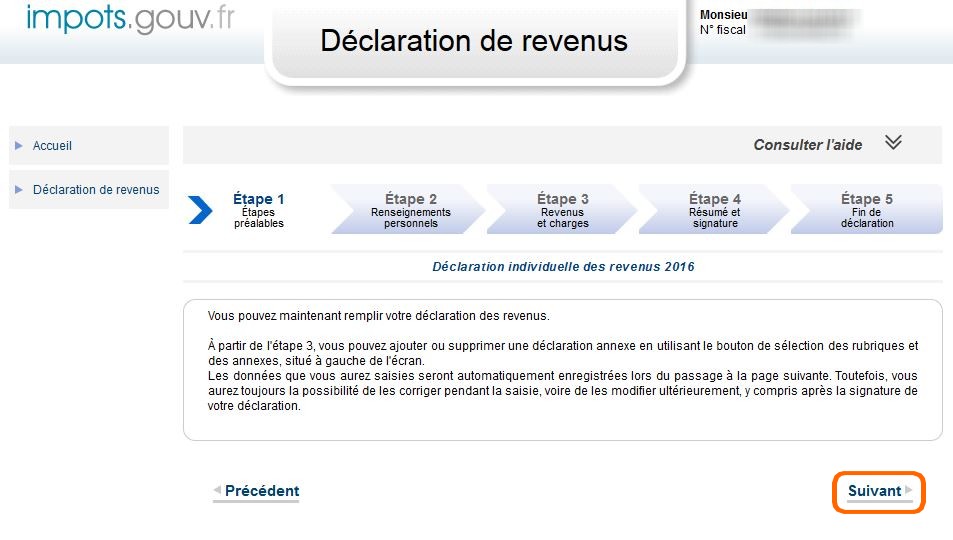 impots.gouv.fr
Déclaration de revenus
Monsieu
N° fiscal
Accueil
Déclaration de revenus
Consulter l'aide
Étape 1
Étapes
préalables
Étape 2
Renseignements
personnels
Étape 3
Revenus
et charges
Étape 4
Résumé et
signature
Étape 5
Fin de
déclaration
Déclaration individuelle des revenus 2016
Vous pouvez maintenant remplir votre déclaration des revenus.
À partir de l'étape 3, vous pouvez ajouter ou supprimer une déclaration annexe en utilisant le bouton de sélection des rubriques et
des annexes, situé à gauche de l'écran.
Les données que vous aurez saisies seront automatiquement enregistrées lors du passage à la page suivante. Toutefois, vous
aurez toujours la possibilité de les corriger pendant la saisie, voire de les modifier ultérieurement, y compris après la signature de
votre déclaration.
Précédent
Suivant